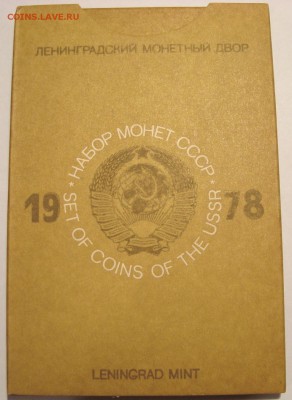 COINS.LAVE.RU
ЛЕНИНГРАДСКИЙ МОНЕТНЫЙ ДВОР
• НАБОР МОНЕТ СССР •
19 78
SET OF COINS OF THE USSR
LENINGRAD MINT